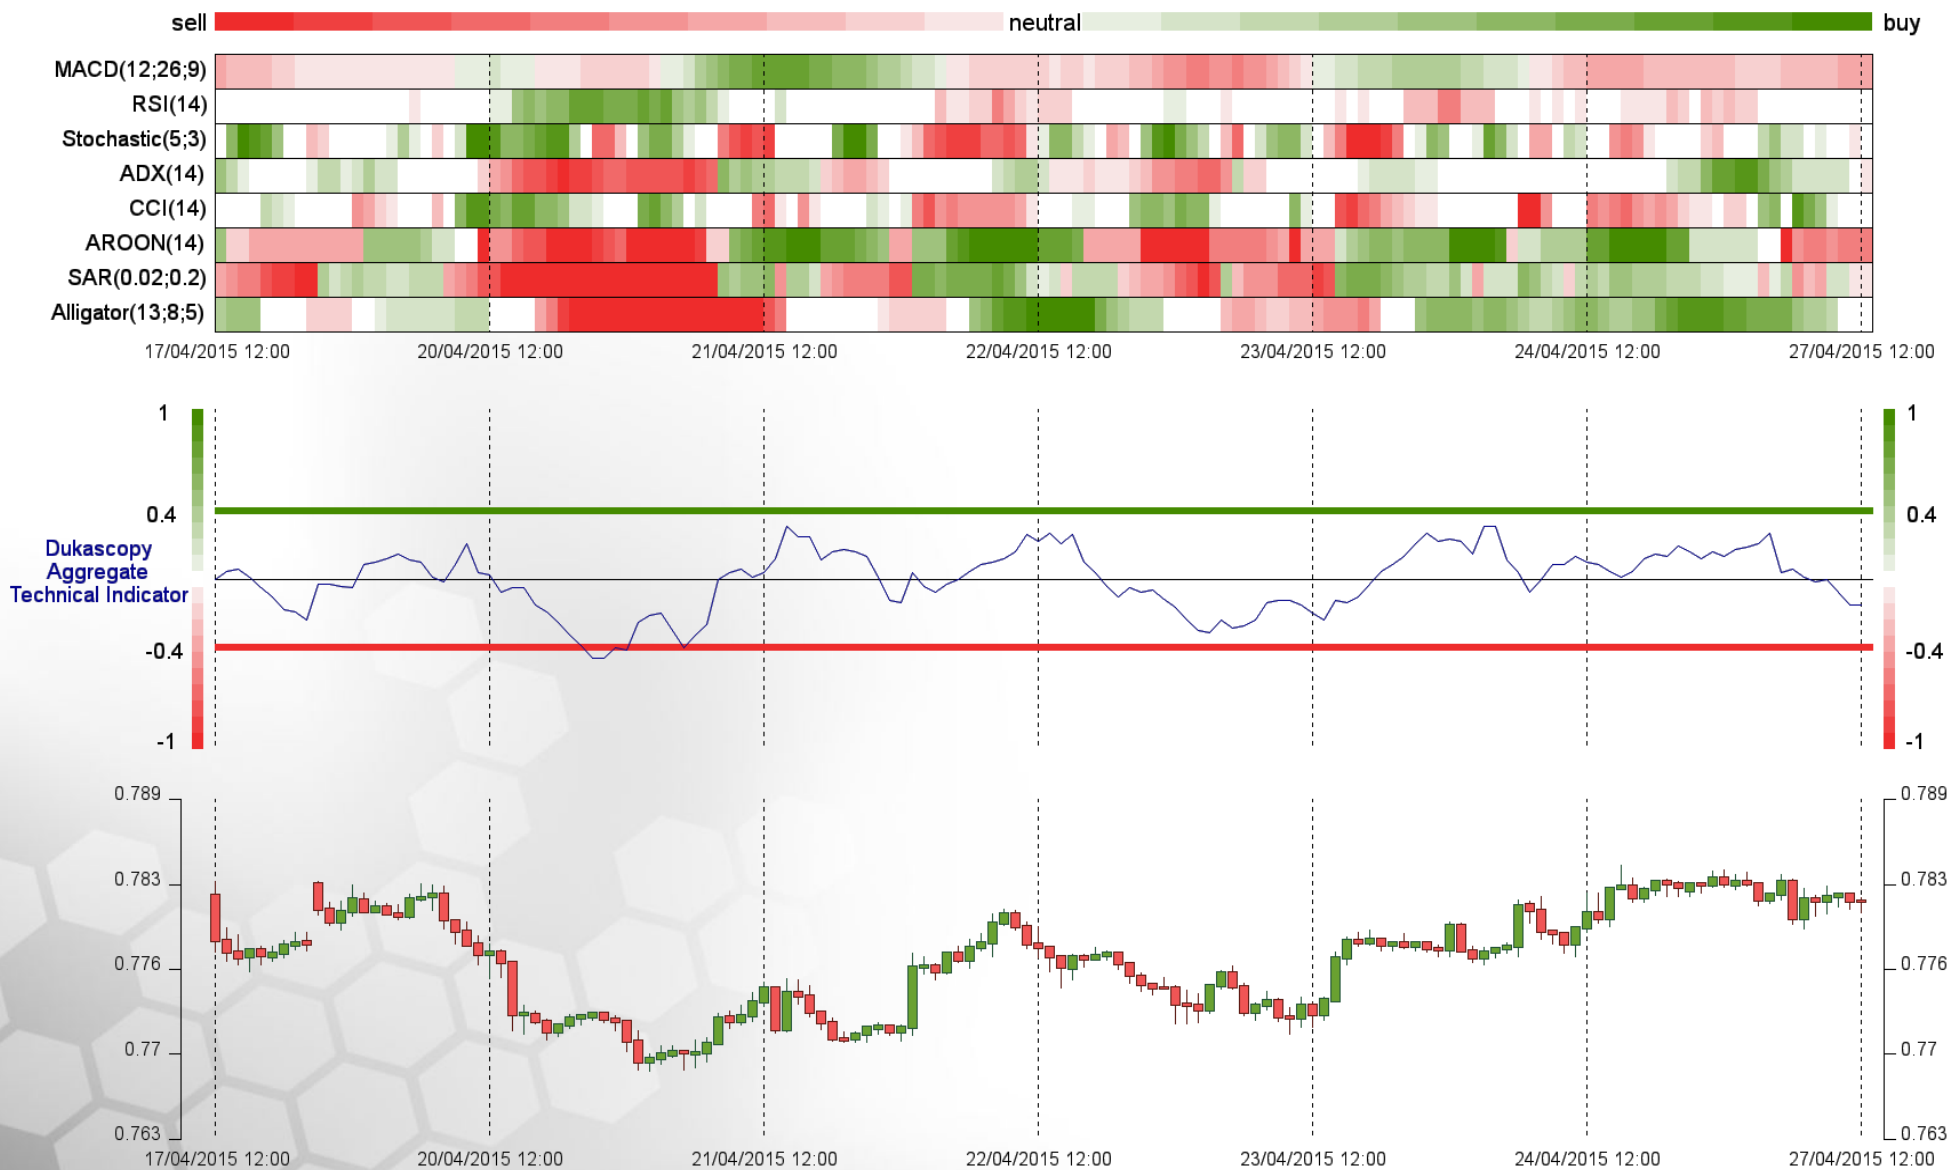 sell neutral buy
MACD(12;26;9)
RSI(14)
Stochastic(5;3)
ADX(14)
CCI(14)
AROON(14)
SAR(0.02;0.2)
Alligator(13;8;5)
17/04/2015 12:00 20/04/2015 12:00 21/04/2015 12:00 22/04/2015 12:00 23/04/2015 12:00 24/04/2015 12:00 27/04/2015 12:00
1 1
0.4 0.4
Dukascopy
Aggregate
Technical Indicator
-0.4 -0.4
-1 -1
0.789 0.789
0.783 0.783
0.776 0.776
0.77 0.77
0.763 0.763
17/04/2015 12:00 20/04/2015 12:00 21/04/2015 12:00 22/04/2015 12:00 23/04/2015 12:00 24/04/2015 12:00 27/04/2015 12:00